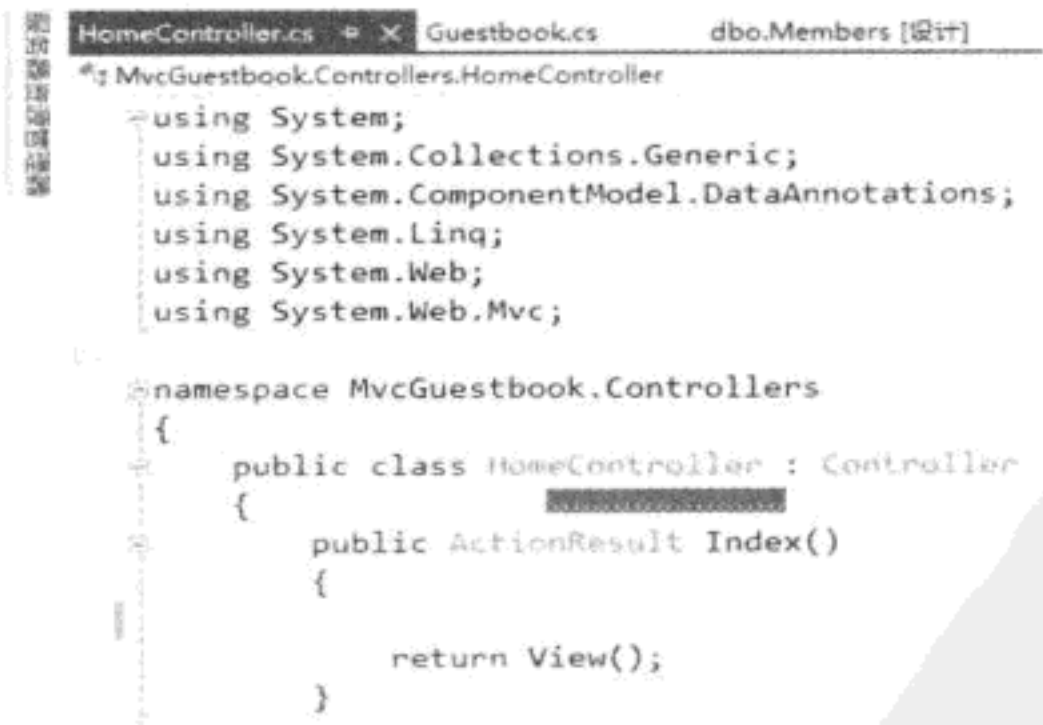 HomeController.cs Guestbook.cs dbo.Members [设计]
MvcGuestbook.Controllers.HomeController
using System;
using System.Collections.Generic;
using System.ComponentModel.DataAnnotations;
using System.Linq;
using System.Web;
using System.Web.Mvc;
namespace MvcGuestbook.Controllers
{
public class HomeController : Controller
{
public ActionResult Index()
{
return View();
}